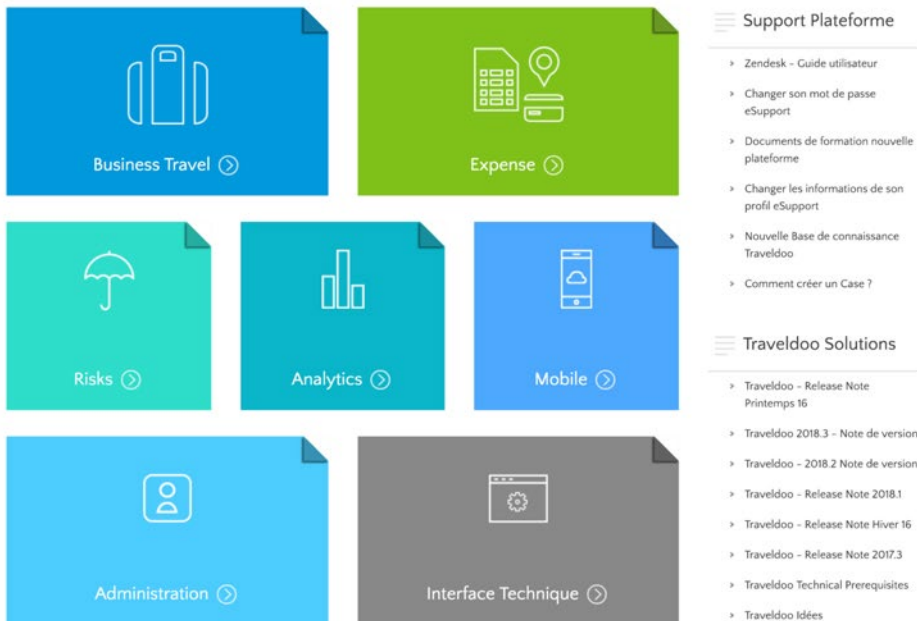 Business Travel
Expense
Risks
Analytics
Mobile
Administration
Interface Technique
Support Plateforme
Zendesk - Guide utilisateur
Changer son mot de passe
eSupport
Documents de formation nouvelle
plateforme
Changer les informations de son
profil eSupport
Nouvelle Base de connaissance
Traveldoo
Comment créer un Case ?
Traveldoo Solutions
Traveldoo - Release Note
Printemps 16
Traveldoo 2018.3 - Note de version
Traveldoo - 2018.2 Note de version
Traveldoo - Release Note 2018.1
Traveldoo - Release Note Hiver 16
Traveldoo - Release Note 2017.3
Traveldoo Technical Prerequisites
Traveldoo Idées